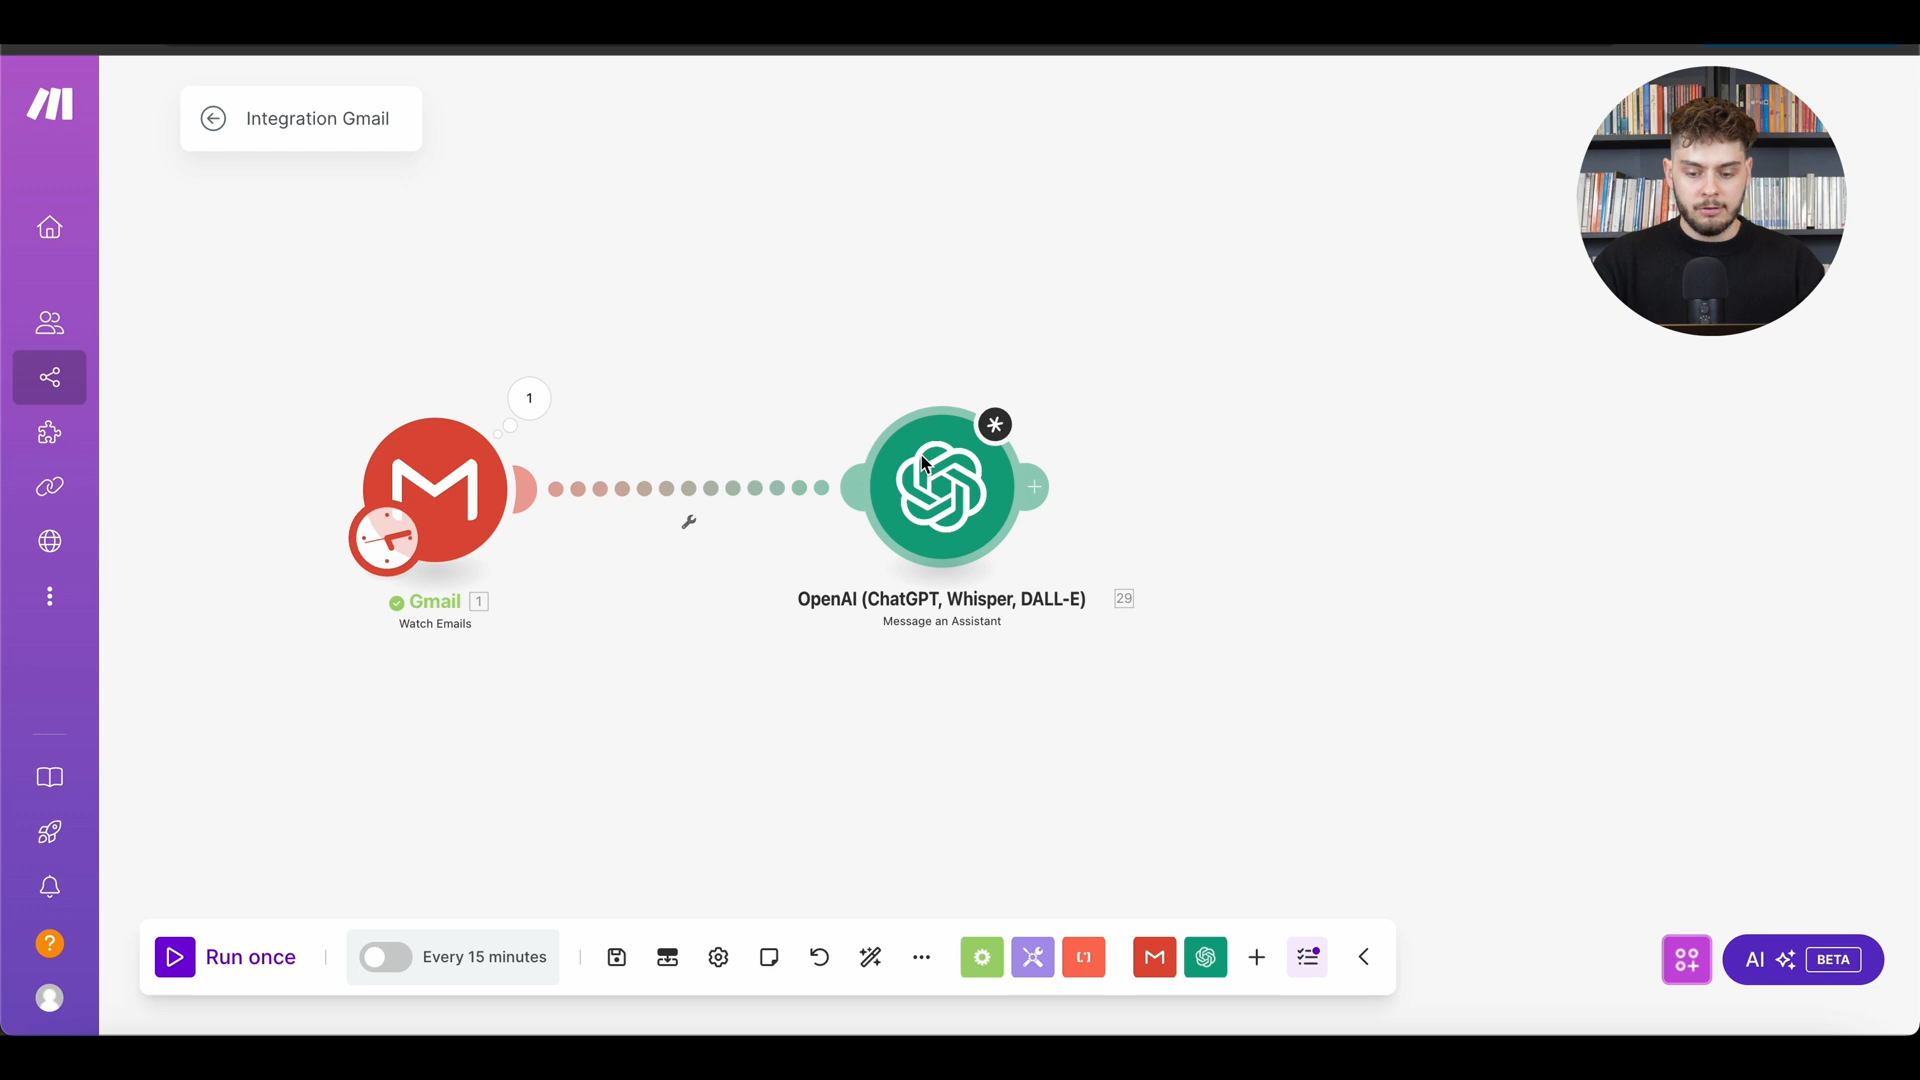 Integration Gmail
1
Gmail 1
Watch Emails
OpenAI (ChatGPT, Whisper, DALL-E) 29
Message an Assistant
?
Run once
Every 15 minutes
AI BETA